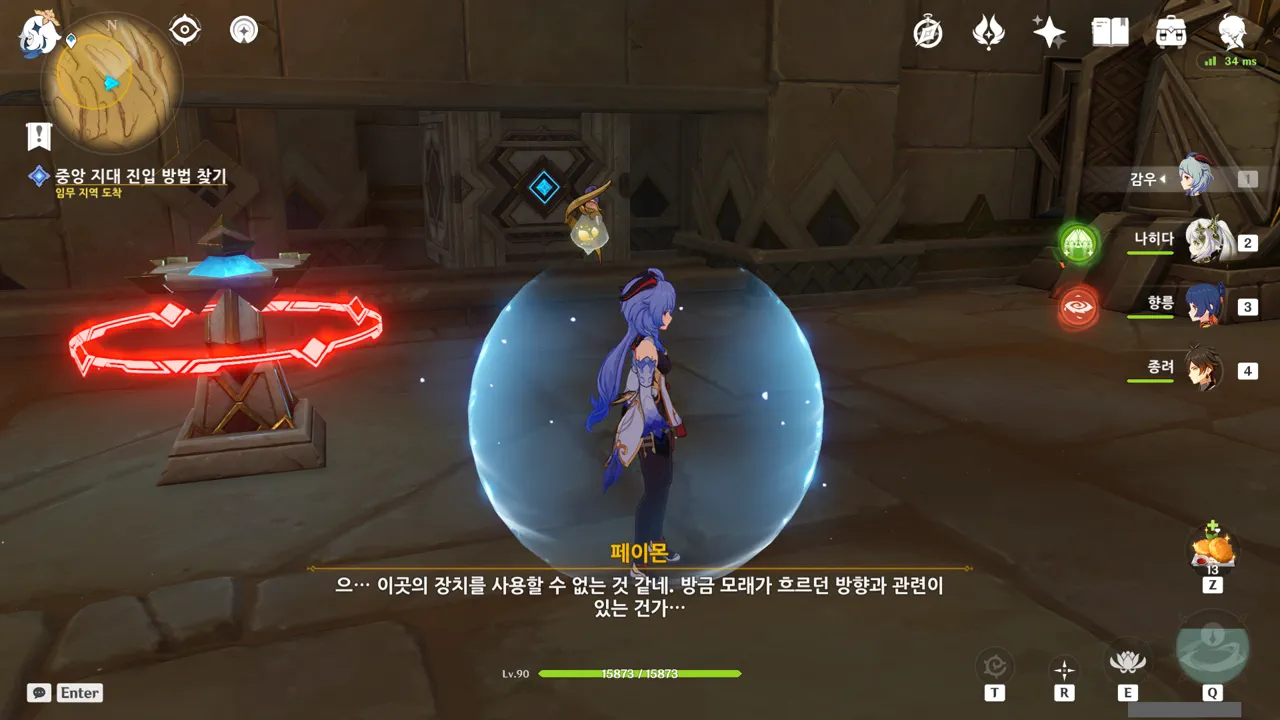 N
34 ms
중앙 지대 진입 방법 찾기
임무 지역 도착
감우
1
나히다
2
향릉
3
종려
4
페이몬
으… 이곳의 장치를 사용할 수 없는 것 같네. 방금 모래가 흐르던 방향과 관련이
있는 건가…
13
Z
Lv.90
15873 / 15873
Enter
T
R
E
Q